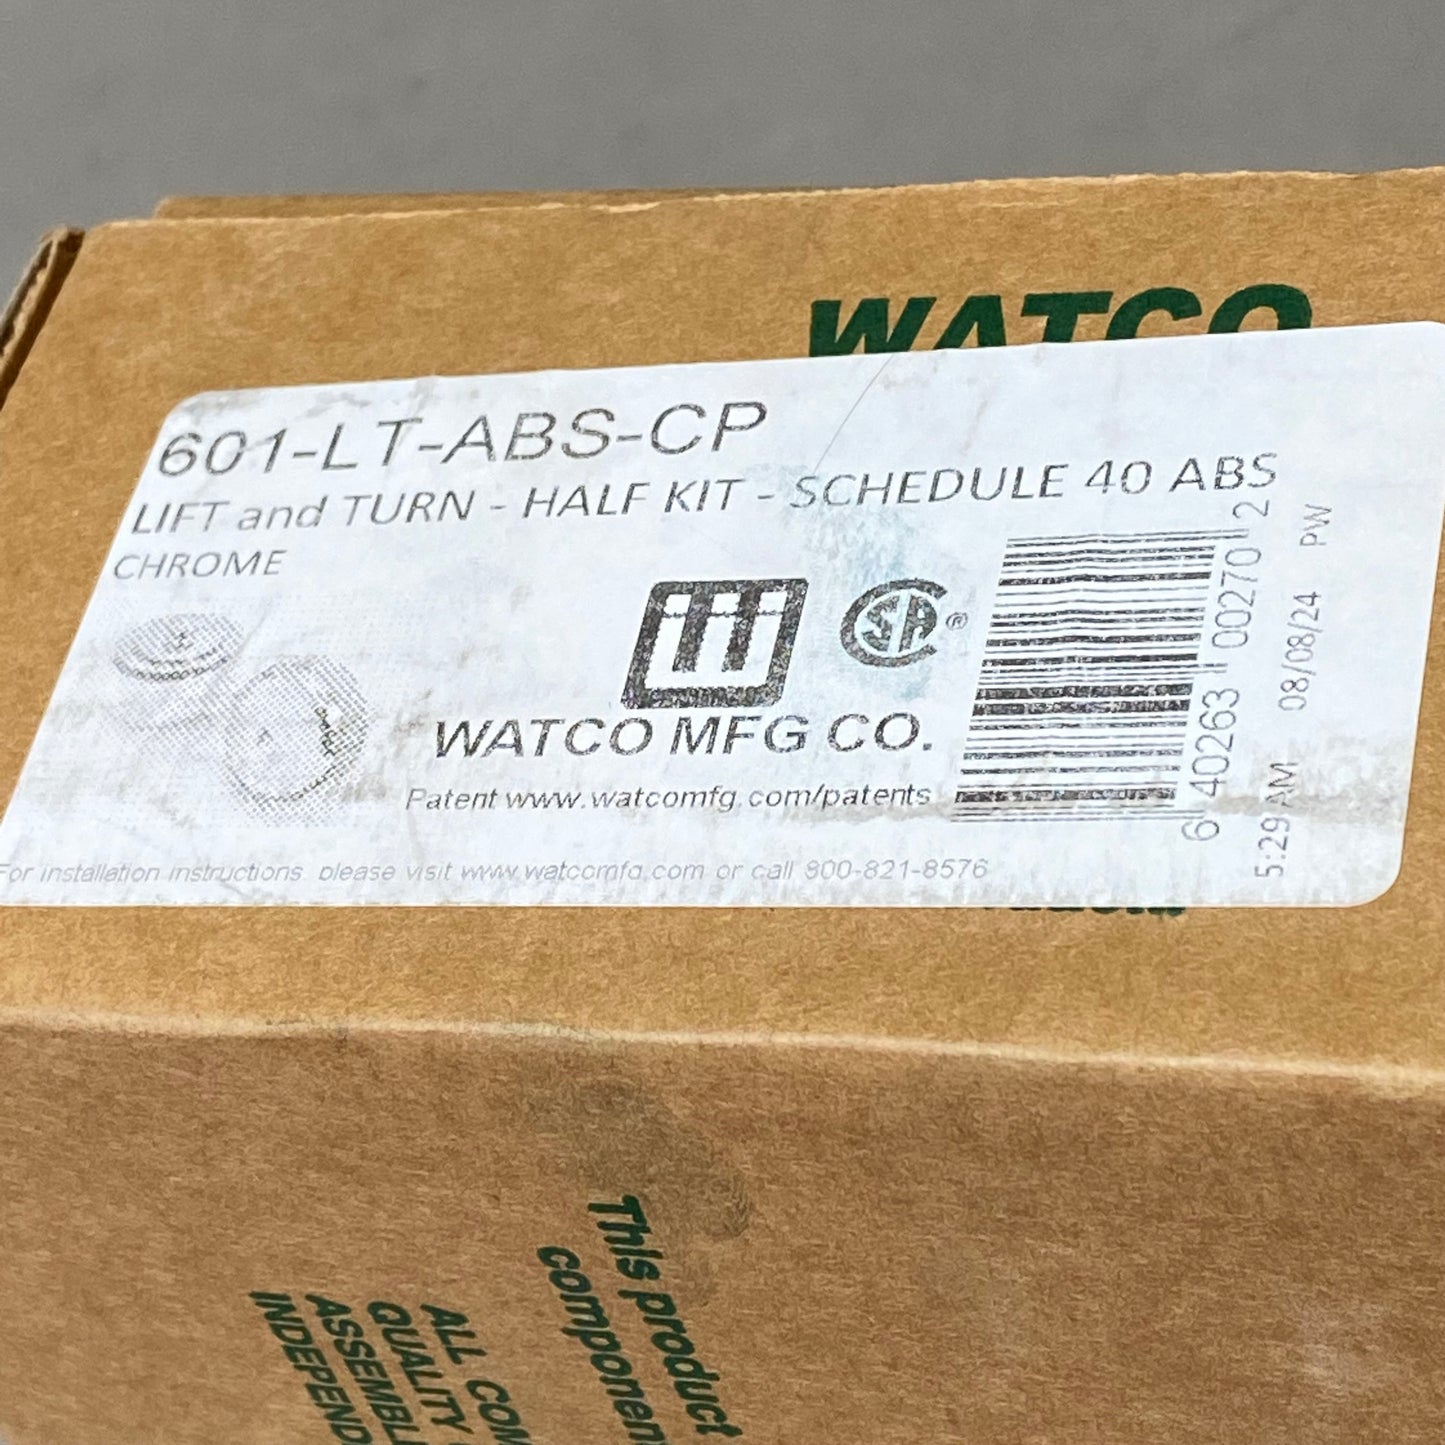 WATCO
601-LT-ABS-CP
LIFT and TURN - HALF KIT - SCHEDULE 40 ABS
CHROME
CSA®
WATCO MFG CO.
Patent www.watcomfg.com/patents
6 40263 00270 2
5:29 AM 08/08/24 PW
For installation instructions, please visit www.watcomfg.com or call 800-821-8576
This product
componen
ALL COM
QUALITY
ASSEMBL
INDEPEND